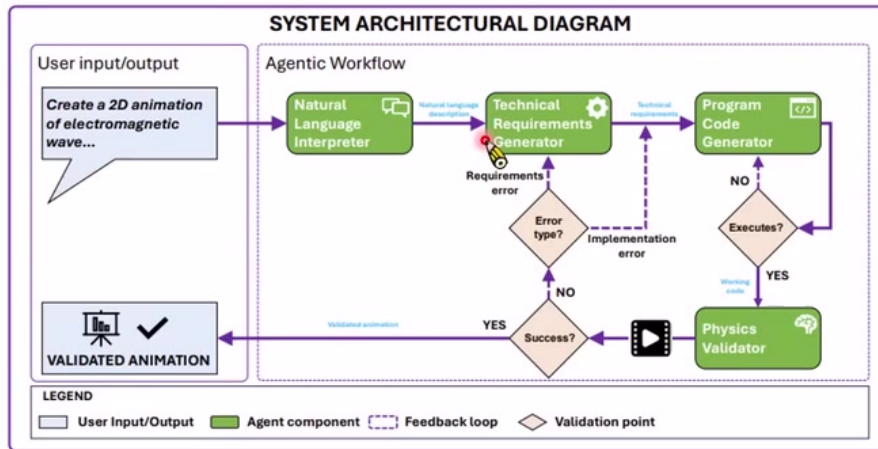 SYSTEM ARCHITECTURAL DIAGRAM
User input/output
Create a 2D animation
of electromagnetic
wave...
Agentic Workflow
Natural
Language
Interpreter
Natural language
description
Technical
Requirements
Generator
Technical
requirements
Program
Code
Generator
Requirements
error
NO
Error
type?
Implementation
error
Executes?
YES
Working
code
NO
Physics
Validator
Success?
YES
Validated animation
VALIDATED ANIMATION
LEGEND
User Input/Output
Agent component
Feedback loop
Validation point